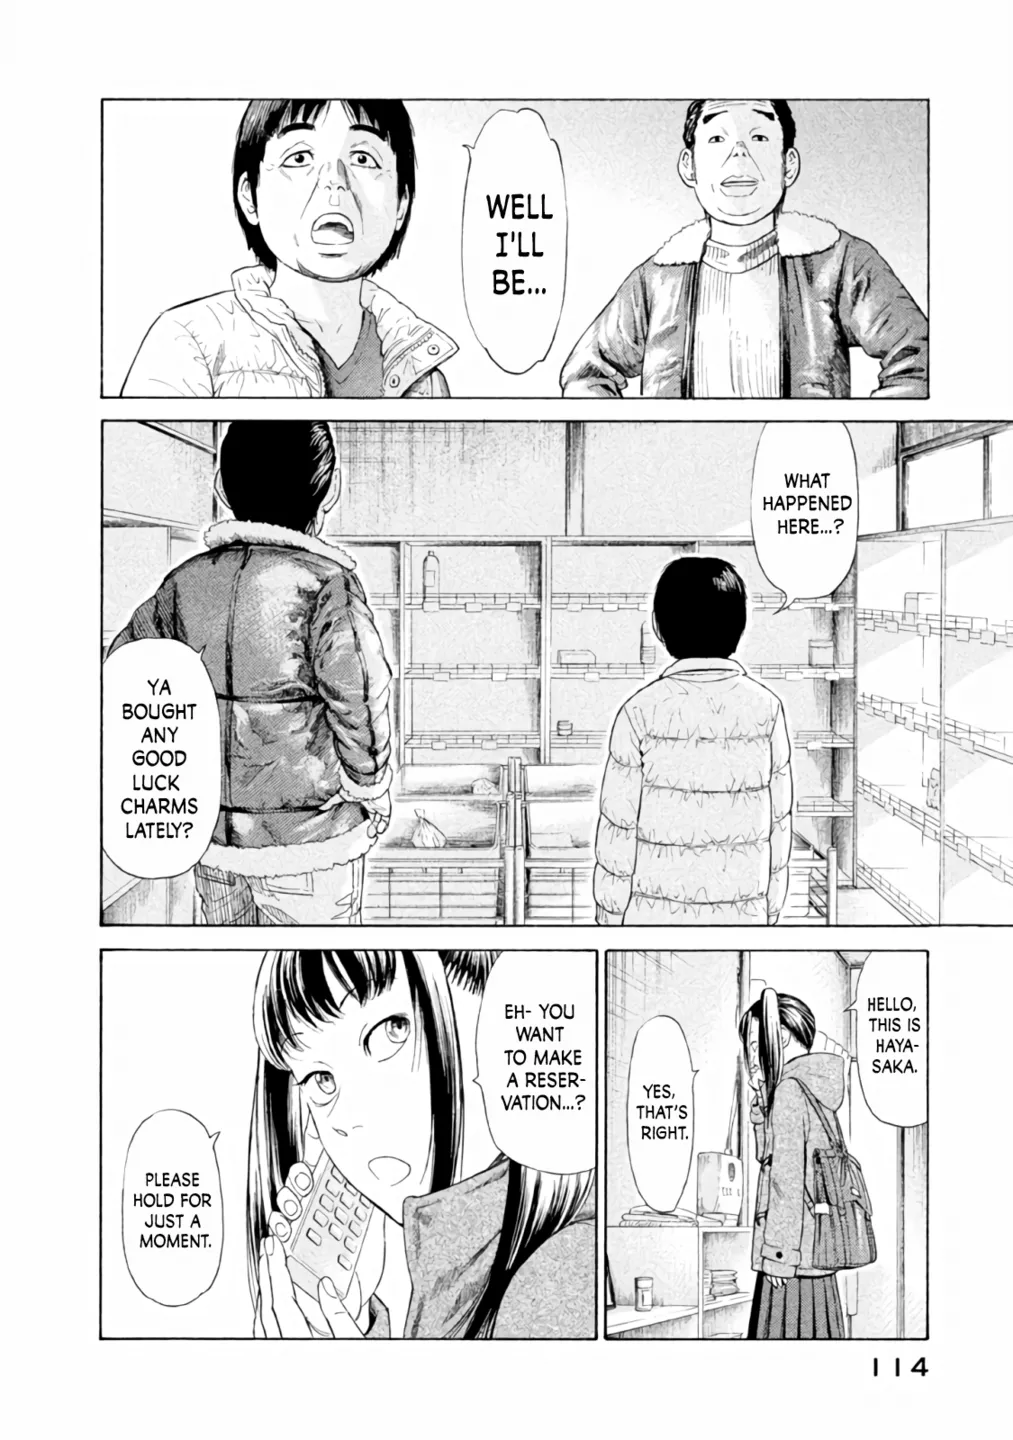 WELL
I'LL
BE...
WHAT
HAPPENED
HERE...?
YA
BOUGHT
ANY
GOOD
LUCK
CHARMS
LATELY?
HELLO,
THIS IS
HAYA-
SAKA.
YES,
THAT'S
RIGHT.
EH- YOU
WANT
TO MAKE
A RESER-
VATION...?
PLEASE
HOLD FOR
JUST A
MOMENT.
114